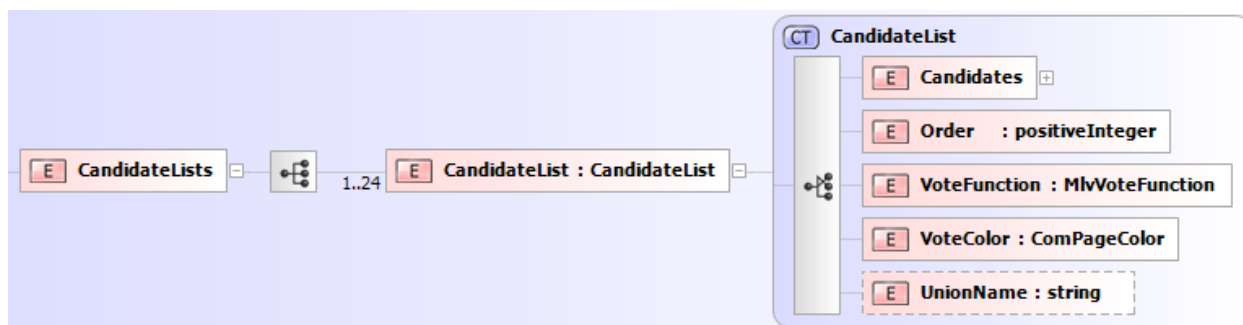 CT CandidateList
E Candidates
E Order : positiveInteger
E CandidateLists
1..24
E CandidateList : CandidateList
E VoteFunction : MlvVoteFunction
E VoteColor : ComPageColor
E UnionName : string